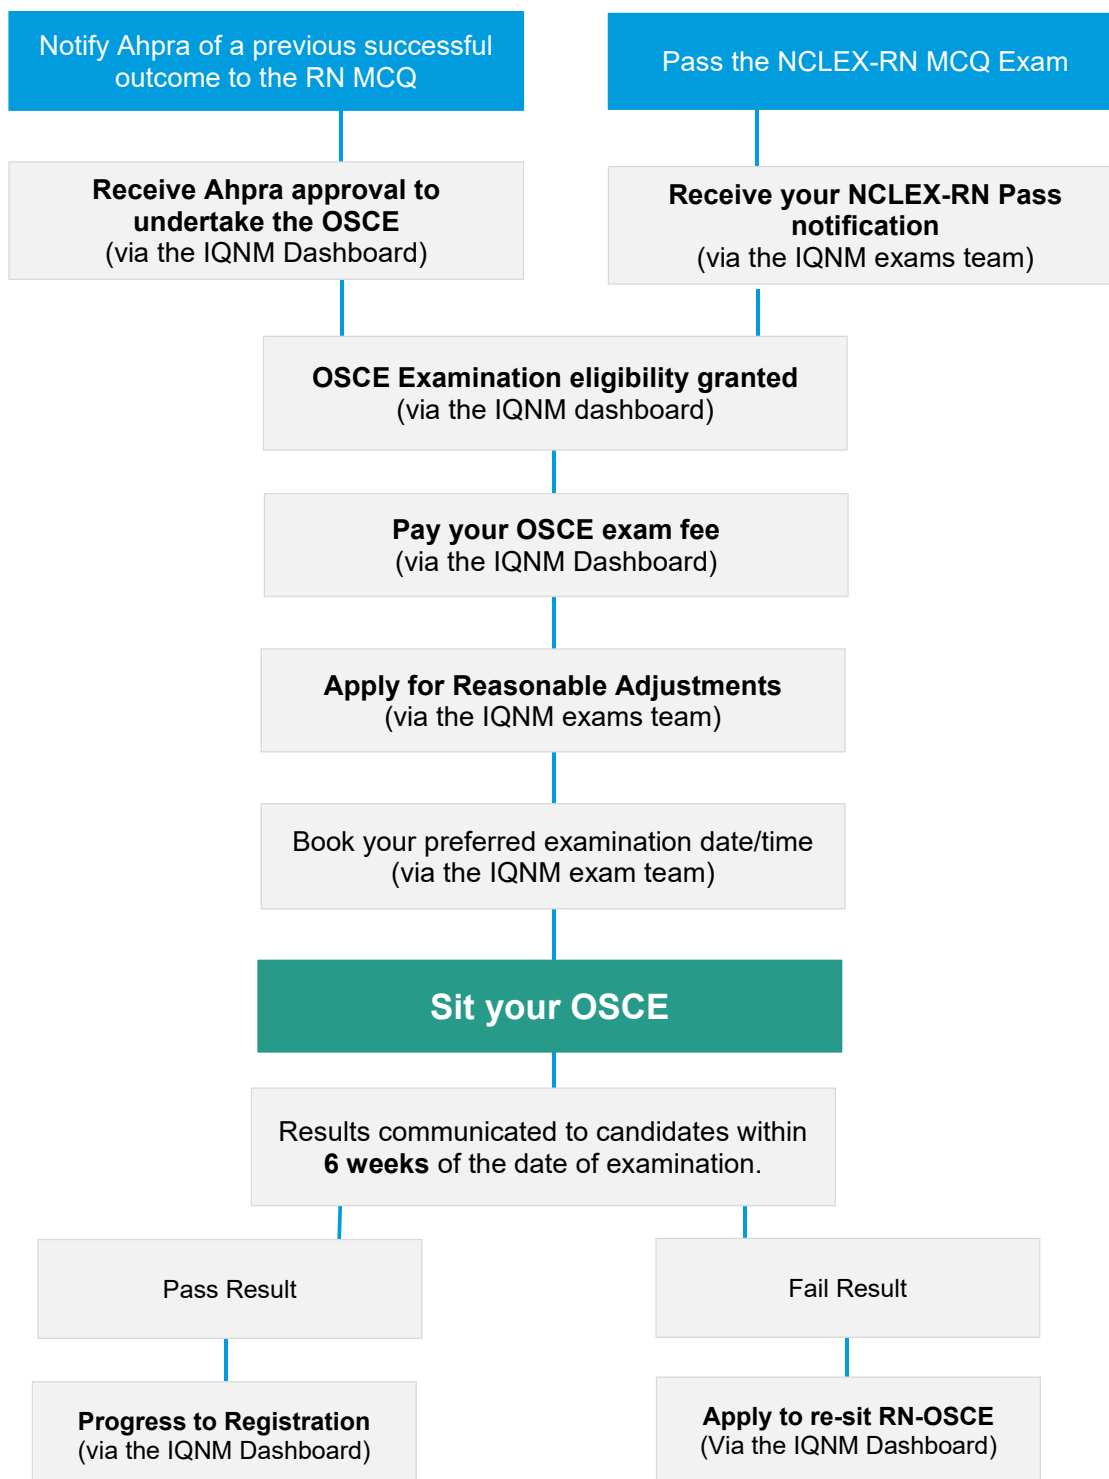 Notify Ahpra of a previous successful
outcome to the RN MCQ
Pass the NCLEX-RN MCQ Exam
Receive Ahpra approval to
undertake the OSCE
(via the IQNM Dashboard)
Receive your NCLEX-RN Pass
notification
(via the IQNM exams team)
OSCE Examination eligibility granted
(via the IQNM dashboard)
Pay your OSCE exam fee
(via the IQNM Dashboard)
Apply for Reasonable Adjustments
(via the IQNM exams team)
Book your preferred examination date/time
(via the IQNM exam team)
Sit your OSCE
Results communicated to candidates within
6 weeks of the date of examination.
Pass Result
Fail Result
Progress to Registration
(via the IQNM Dashboard)
Apply to re-sit RN-OSCE
(Via the IQNM Dashboard)